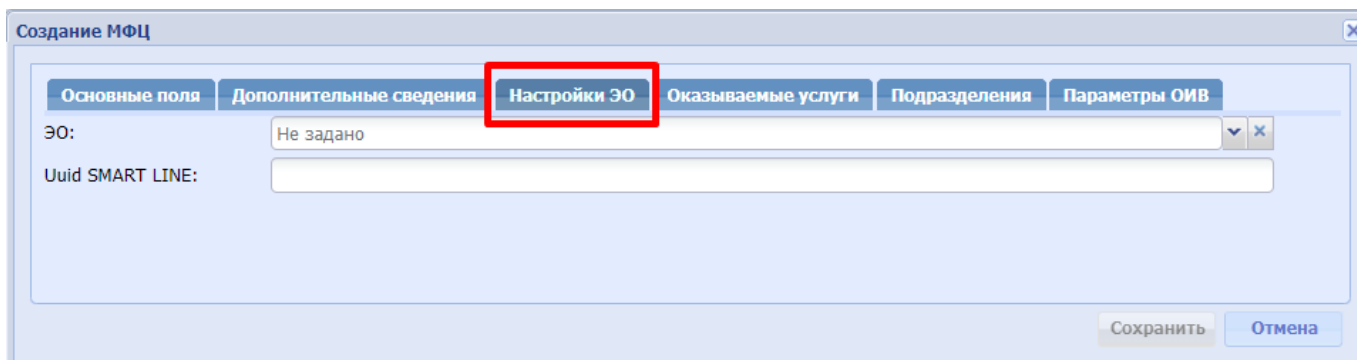 Создание МФЦ
Основные поля Дополнительные сведения Настройки ЭО Оказываемые услуги Подразделения Параметры ОИВ
ЭО: Не задано
Uuid SMART LINE:
Сохранить Отмена